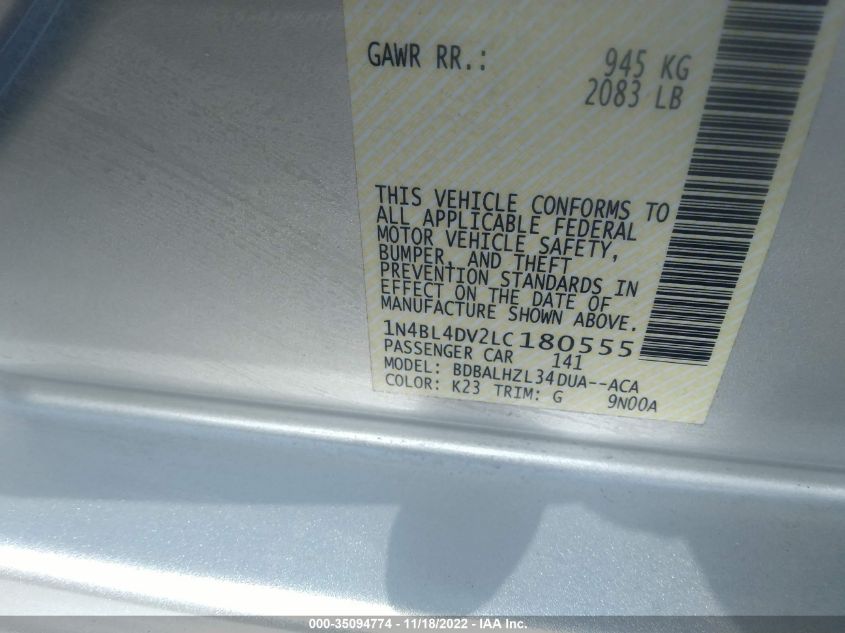 GAWR RR.: 945 KG
2083 LB
THIS VEHICLE CONFORMS TO
ALL APPLICABLE FEDERAL
MOTOR VEHICLE SAFETY,
BUMPER, AND THEFT
PREVENTION STANDARDS IN
EFFECT ON THE DATE OF
MANUFACTURE SHOWN ABOVE.
1N4BL4DV2LC180555
PASSENGER CAR 141
MODEL: BDBALHZL34DUA--ACA
COLOR: K23 TRIM: G 9N00A
000-35094774 - 11/18/2022 - IAA Inc.